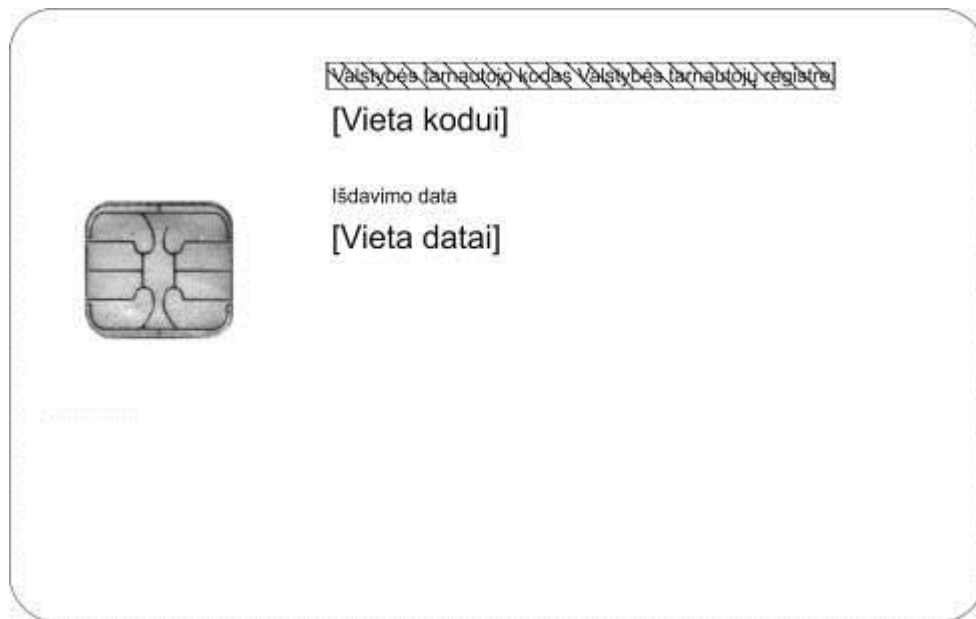 Valstybės tarnautojo kodas Valstybės tarnautojų registre
[Vieta kodui]
Išdavimo data
[Vieta datai]